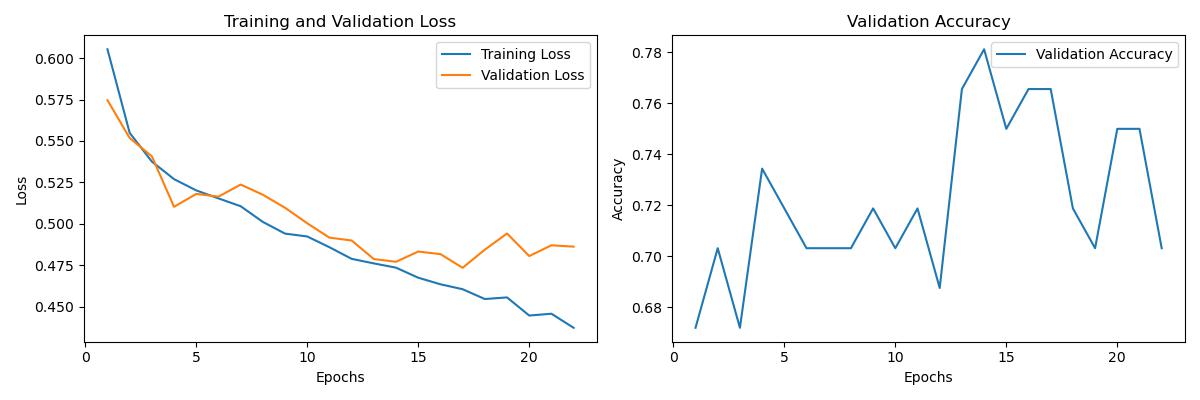 Training and Validation Loss
Training Loss
Validation Loss
0.600
0.575
0.550
0.525
0.500
0.475
0.450
Loss
0
5
10
15
20
Epochs
Validation Accuracy
Validation Accuracy
0.78
0.76
0.74
0.72
0.70
0.68
Accuracy
0
5
10
15
20
Epochs